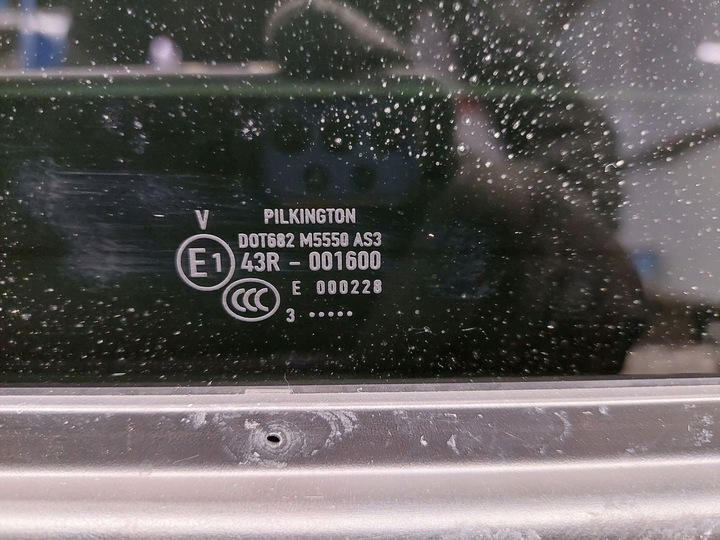 V
PILKINGTON
DOT682 M5550 AS3
E1 43R - 001600
CCC E 000228
3 •••••